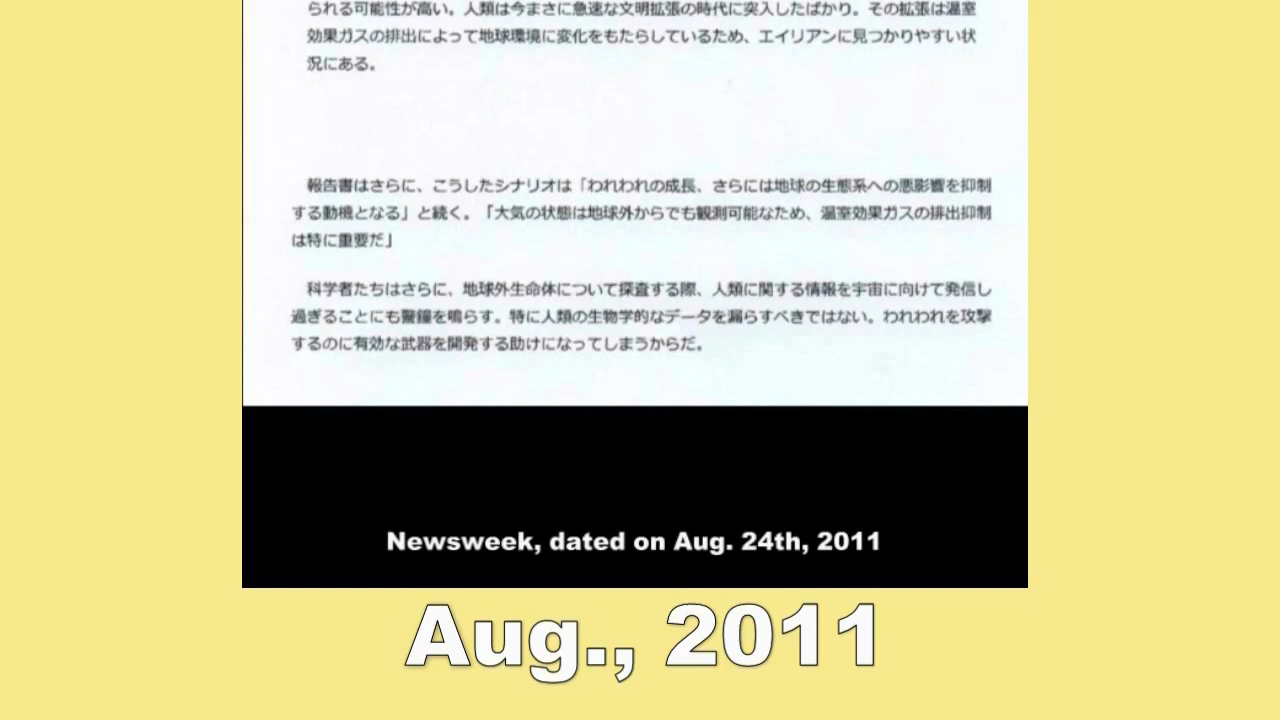 られる可能性が高い。人類は今まさに急速な文明拡張の時代に突入したばかり。その拡張は温室
効果ガスの排出によって地球環境に変化をもたらしているため、エイリアンに見つかりやすい状
況にある。
報告書はさらに、こうしたシナリオは「われわれの成長、さらには地球の生態系への悪影響を抑制
する動機となる」と続く。「大気の状態は地球外からでも観測可能なため、温室効果ガスの排出抑制
は特に重要だ」
科学者たちはさらに、地球外生命体について探査する際、人類に関する情報を宇宙に向けて発信し
過ぎることにも警鐘を鳴らす。特に人類の生物学的なデータを漏らすべきではない。われわれを攻撃
するのに有効な武器を開発する助けになってしまうからだ。
Newsweek, dated on Aug. 24th, 2011
Aug., 2011